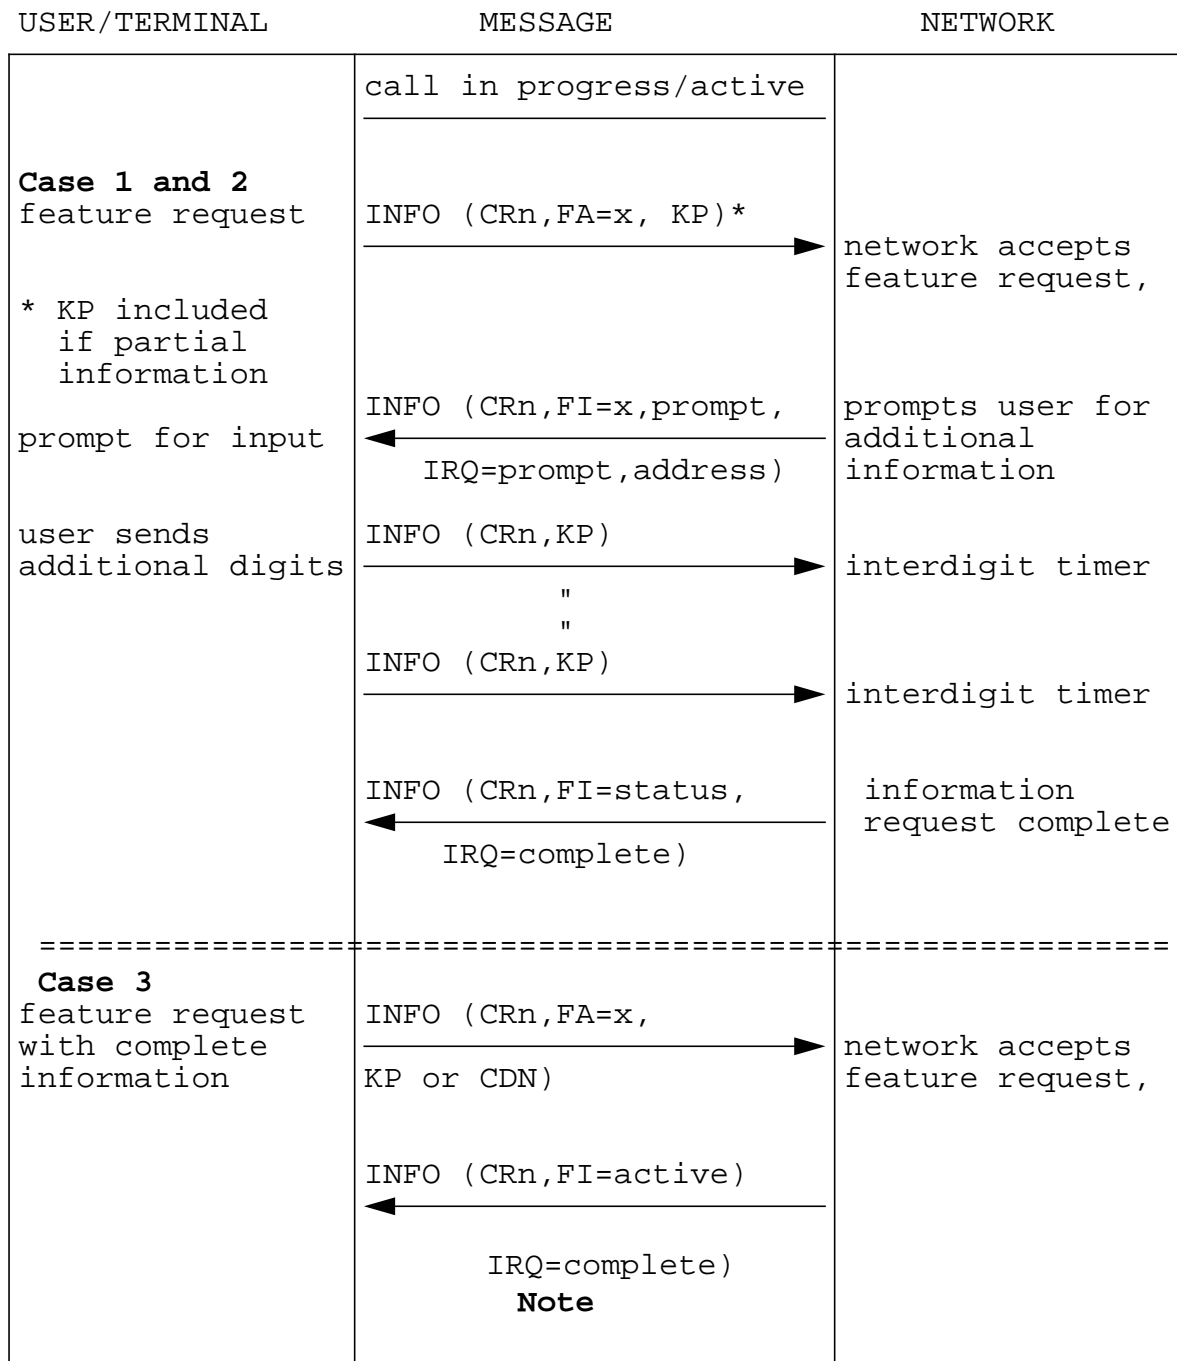 USER/TERMINAL MESSAGE NETWORK
call in progress/active
Case 1 and 2
feature request INFO (CRn,FA=x, KP)*
network accepts
feature request,
* KP included
if partial
information
INFO (CRn,FI=x,prompt, prompts user for
prompt for input additional
IRQ=prompt,address) information
user sends INFO (CRn,KP)
additional digits interdigit timer
"
"
INFO (CRn,KP)
interdigit timer
INFO (CRn,FI=status, information
request complete
IRQ=complete)
===========================================================
Case 3
feature request INFO (CRn,FA=x,
with complete network accepts
information KP or CDN) feature request,
INFO (CRn,FI=active)
IRQ=complete)
Note